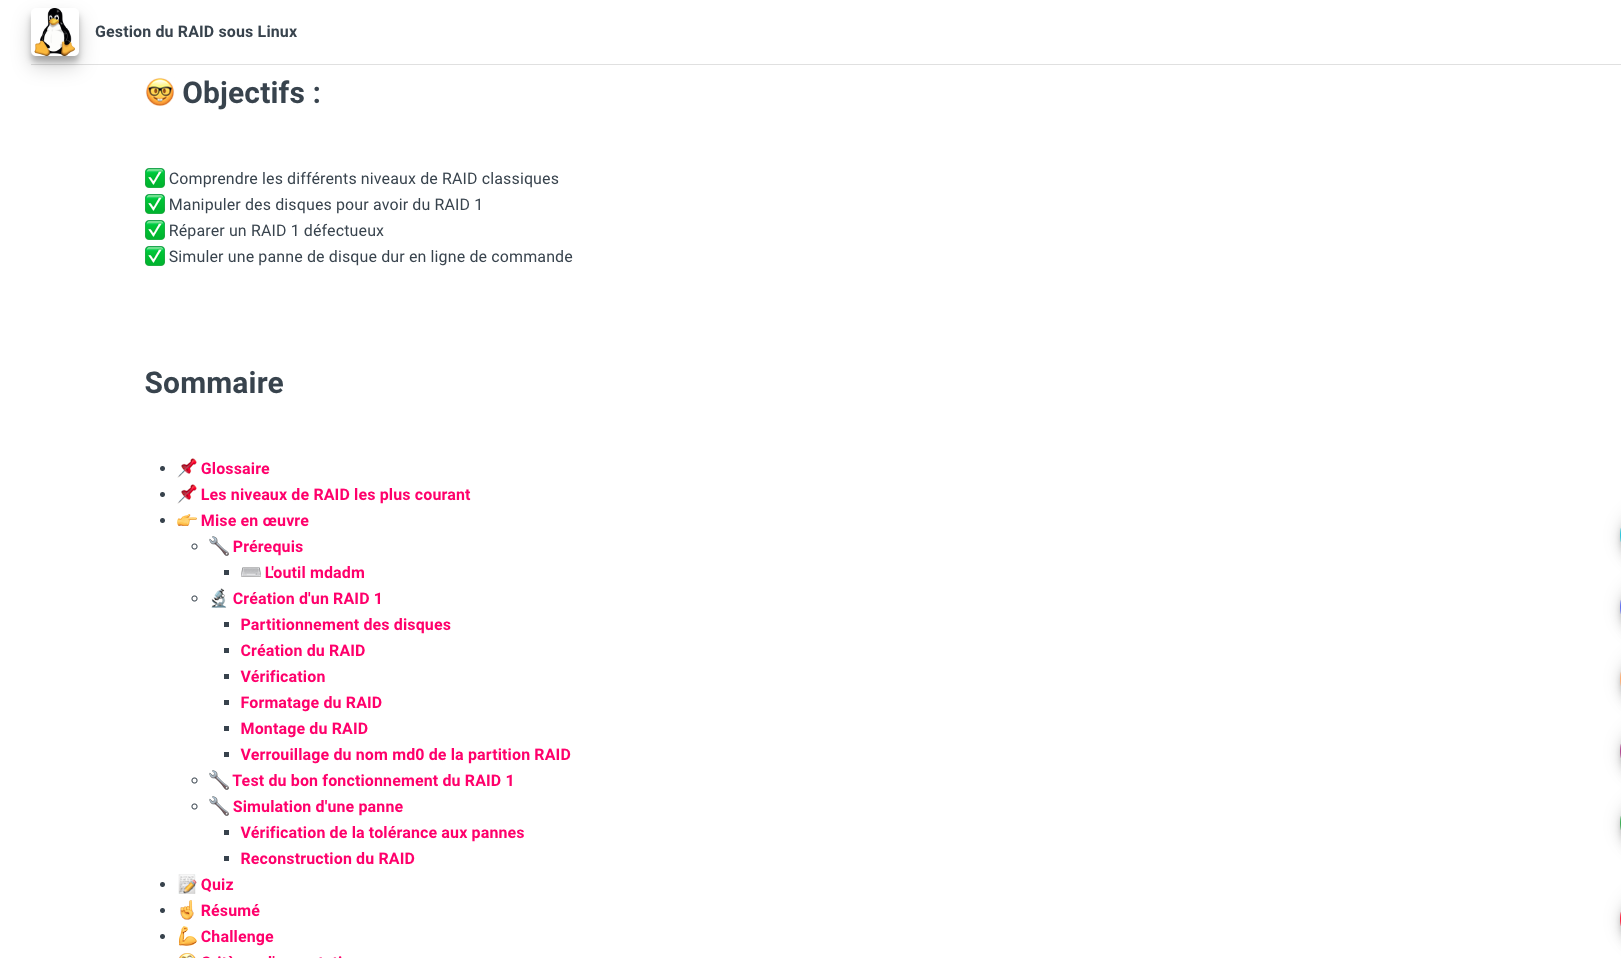 Gestion du RAID sous Linux
Objectifs :
Comprendre les différents niveaux de RAID classiques
Manipuler des disques pour avoir du RAID 1
Réparer un RAID 1 défectueux
Simuler une panne de disque dur en ligne de commande
Sommaire
Glossaire
Les niveaux de RAID les plus courant
Mise en œuvre
Prérequis
L'outil mdadm
Création d'un RAID 1
Partitionnement des disques
Création du RAID
Vérification
Formatage du RAID
Montage du RAID
Verrouillage du nom md0 de la partition RAID
Test du bon fonctionnement du RAID 1
Simulation d'une panne
Vérification de la tolérance aux pannes
Reconstruction du RAID
Quiz
Résumé
Challenge